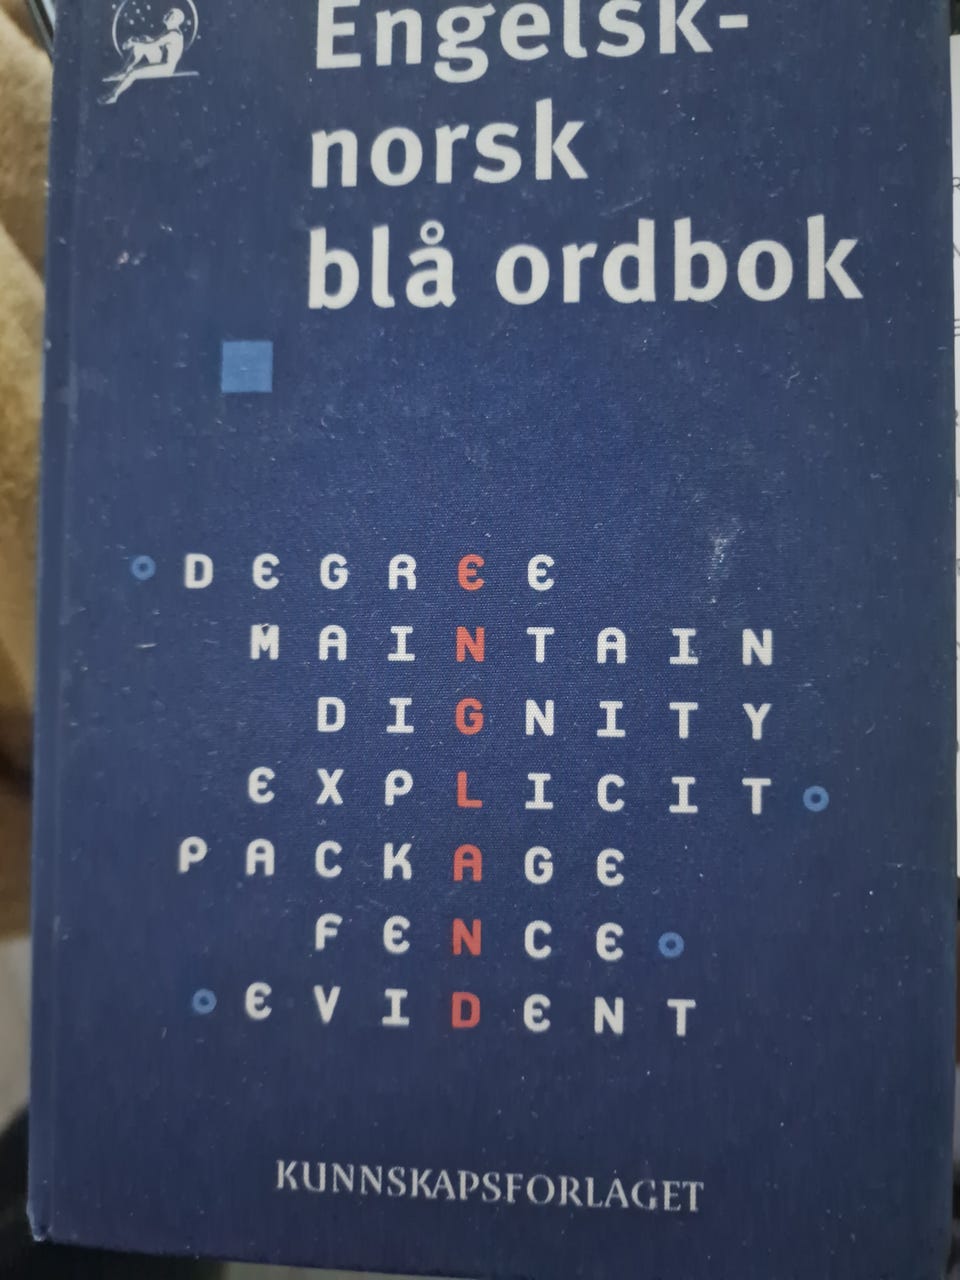 Engelsk-
norsk
blå ordbok
DEGREE
MAINTAIN
DIGNITY
EXPLICIT
PACKAGE
FENCE
EVIDENT
KUNNSKAPSFORLAGET